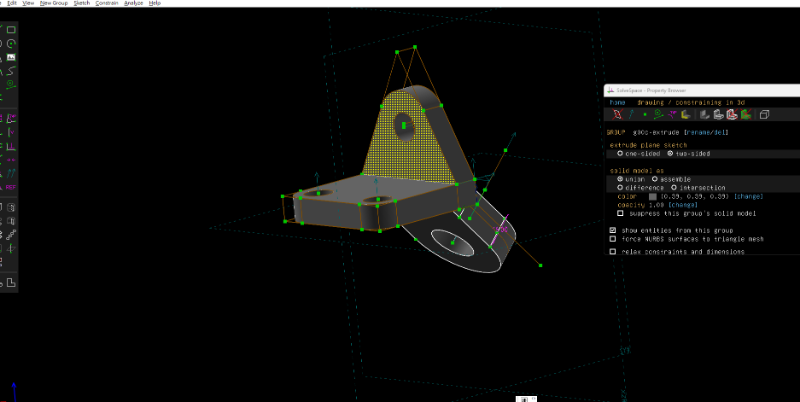 Edit View New Group Sketch Constrain Analyze Help
SolveSpace - Property Browser
Home Drawing / constraining in 3d
GROUP g00c-extrude [rename/del]
extrude plane sketch
one-sided two-sided
solid model as
union assemble
difference intersection
color (0.39, 0.39, 0.39) [change]
opacity 1.00 [change]
suppress this group's solid model
show entities from this group
force NURBS surfaces to triangle mesh
relax constraints and dimensions
REF